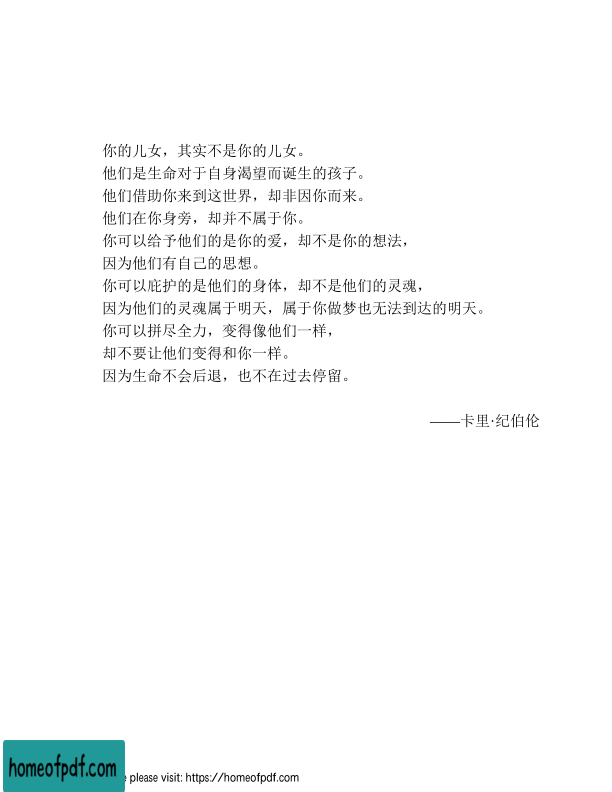 你的儿女，其实不是你的儿女。
他们是生命对于自身渴望而诞生的孩子。
他们借助你来到这世界，却非因你而来。
他们在你身旁，却并不属于你。
你可以给予他们的是你的爱，却不是你的想法，
因为他们有自己的思想。
你可以庇护的是他们的身体，却不是他们的灵魂，
因为他们的灵魂属于明天，属于你做梦也无法到达的明天。
你可以拼尽全力，变得像他们一样，
却不要让他们变得和你一样。
因为生命不会后退，也不在过去停留。
——卡里·纪伯伦
homeofpdf.com
please visit: https://homeofpdf.com